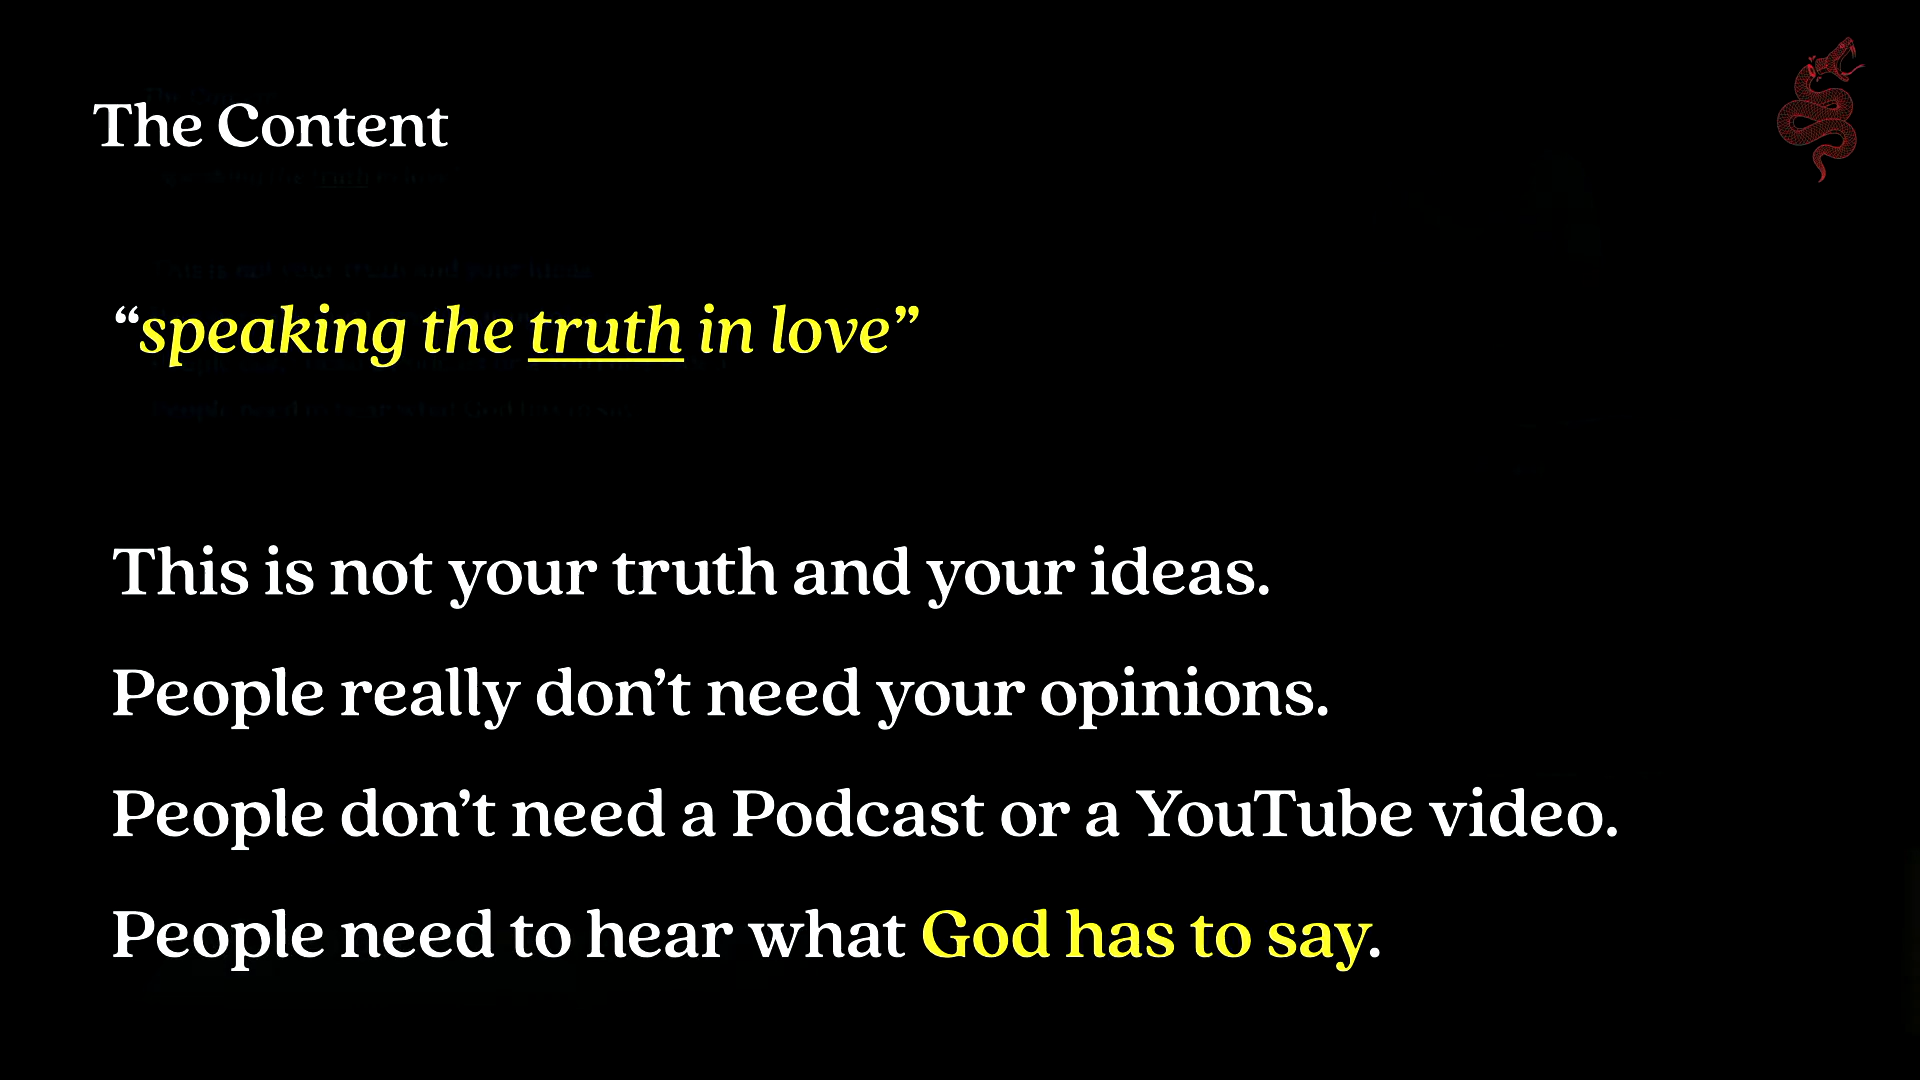 The Content
“speaking the truth in love”
This is not your truth and your ideas.
People really don’t need your opinions.
People don’t need a Podcast or a YouTube video.
People need to hear what God has to say.